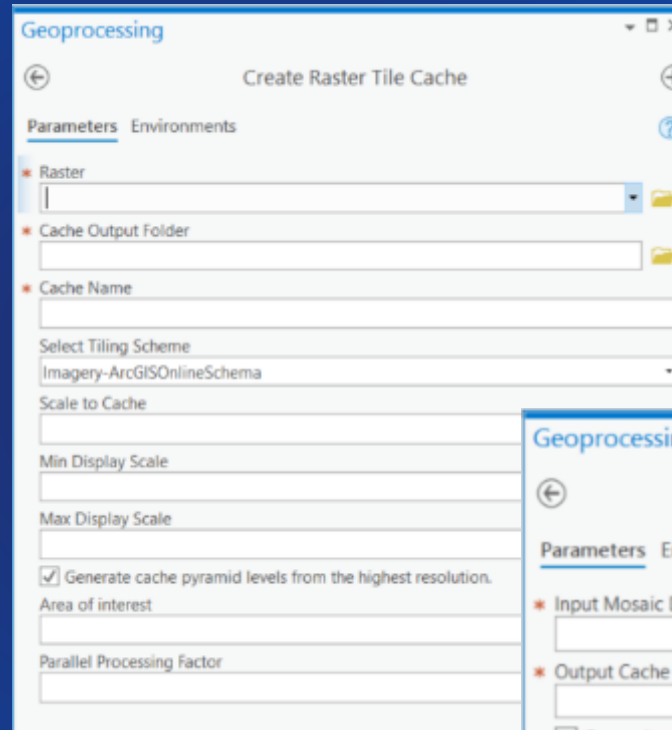 Geoprocessing
Create Raster Tile Cache
Parameters Environments
* Raster
* Cache Output Folder
* Cache Name
Select Tiling Scheme
Imagery-ArcGISOnlineSchema
Scale to Cache
Min Display Scale
Max Display Scale
Generate cache pyramid levels from the highest resolution.
Area of interest
Parallel Processing Factor
Parameters
* Input Mosaic
* Output Cache